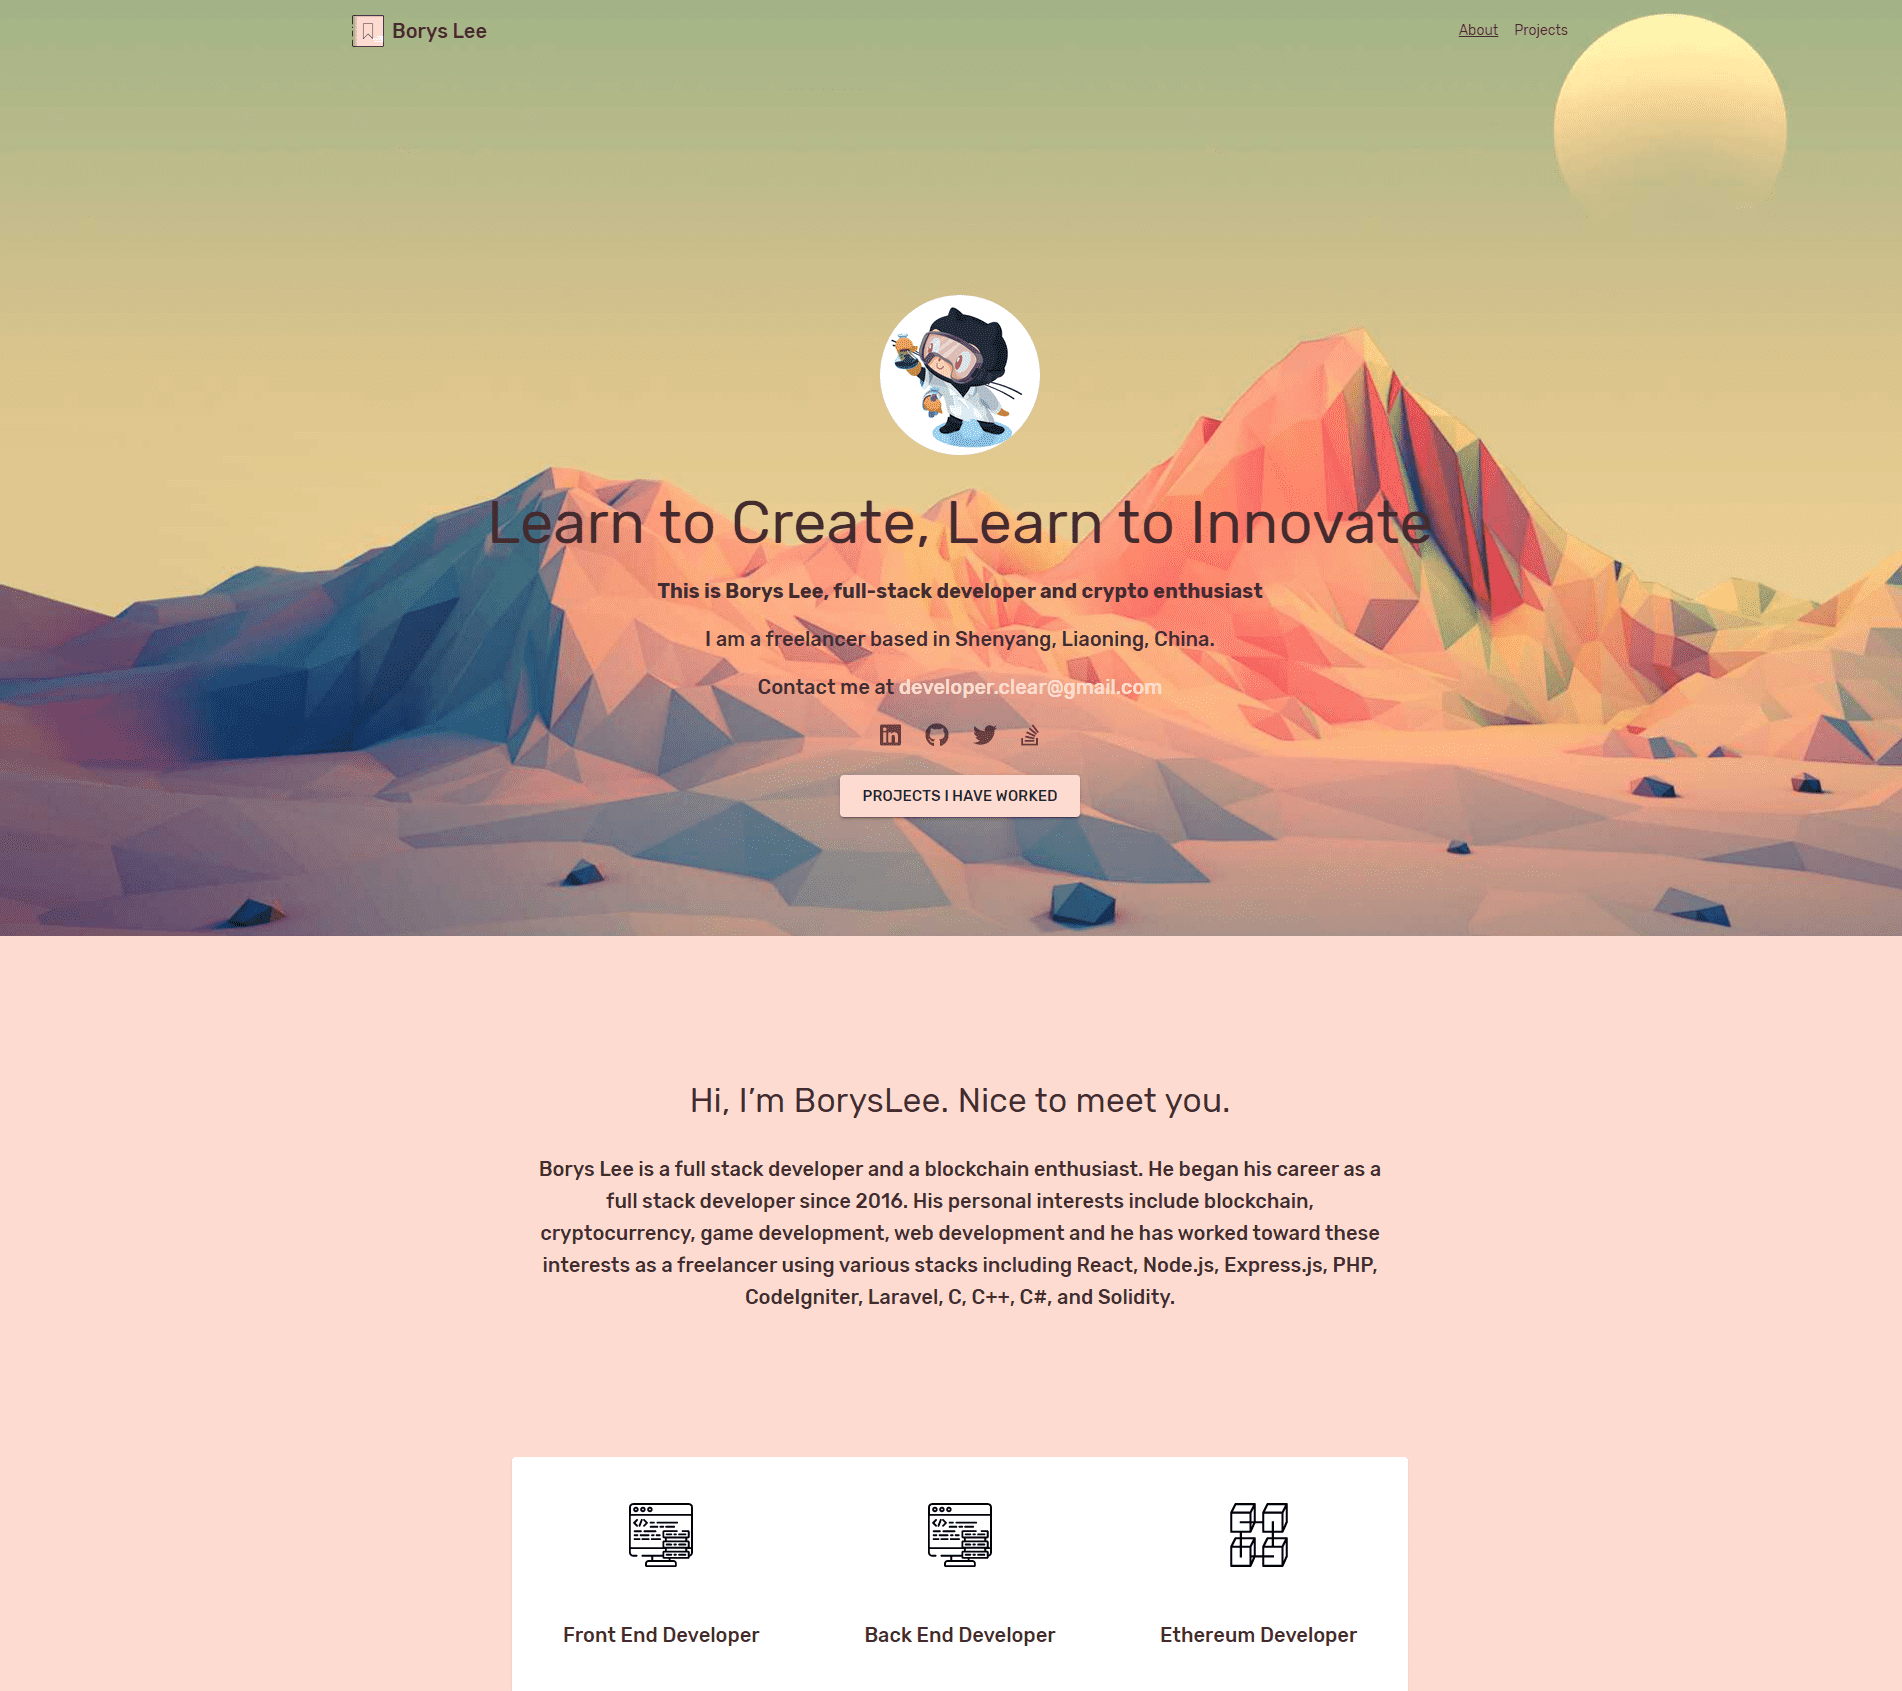 Borys Lee
About
Projects
Learn to Create, Learn to Innovate
This is Borys Lee, full-stack developer and crypto enthusiast
I am a freelancer based in Shenyang, Liaoning, China.
Contact me at developer.clear@gmail.com
in
PROJECTS I HAVE WORKED
Hi, I’m BorysLee. Nice to meet you.
Borys Lee is a full stack developer and a blockchain enthusiast. He began his career as a
full stack developer since 2016. His personal interests include blockchain,
cryptocurrency, game development, web development and he has worked toward these
interests as a freelancer using various stacks including React, Node.js, Express.js, PHP,
CodeIgniter, Laravel, C, C++, C#, and Solidity.
Front End Developer
Back End Developer
Ethereum Developer